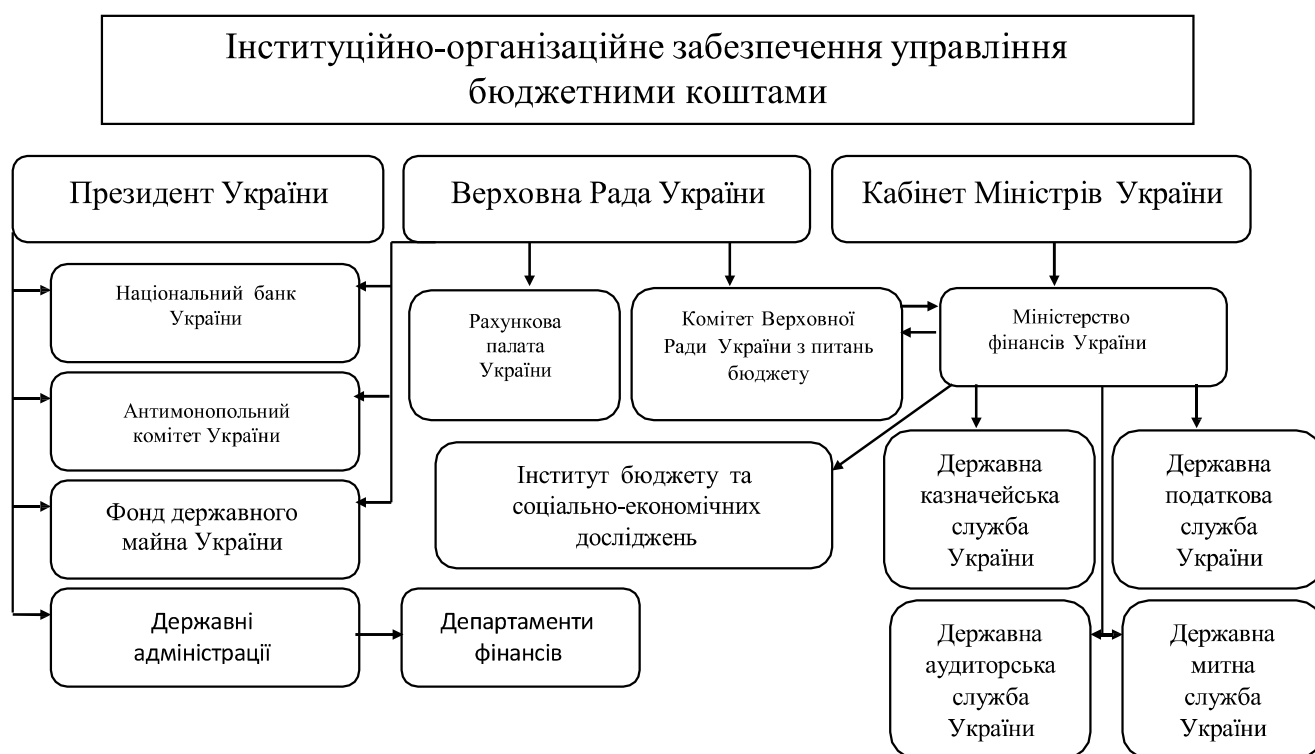 Інституційно-організаційне забезпечення управління
бюджетними коштами
Президент України
Верховна Рада України
Кабінет Міністрів України
Національний банк
України
Рахункова
палата
України
Комітет Верховної
Ради України з питань
бюджету
Міністерство
фінансів України
Антимонопольний
комітет України
Інститут бюджету та
соціально-економічних
досліджень
Державна
казначейська
служба
України
Державна
податкова
служба
України
Фонд державного
майна України
Державні
адміністрації
Департаменти
фінансів
Державна
аудиторська
служба
України
Державна
митна
служба
України